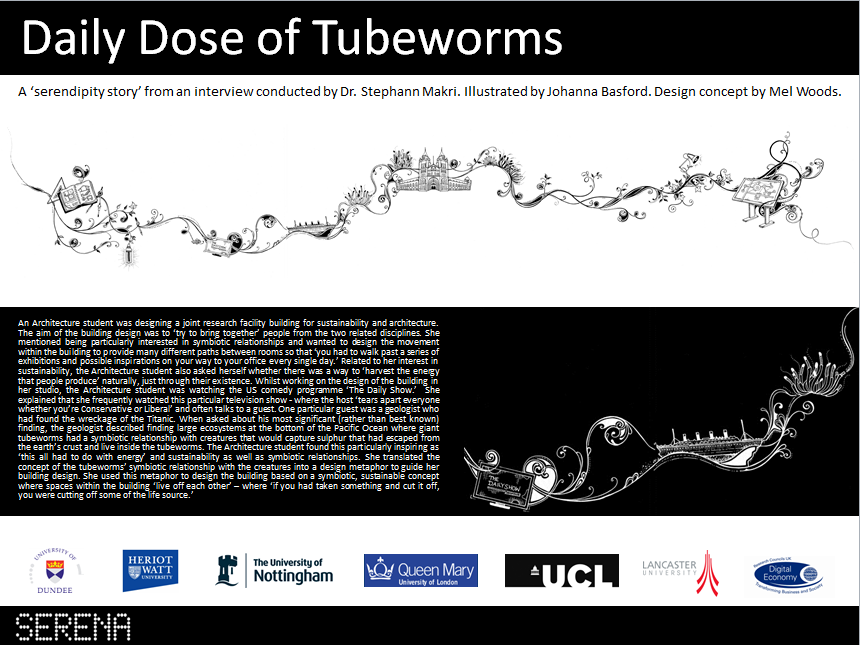 Daily Dose of Tubeworms
A ‘serendipity story’ from an interview conducted by Dr. Stephann Makri. Illustrated by Johanna Basford. Design concept by Mel Woods.
An Architecture student was designing a joint research facility building for sustainability and architecture.
The aim of the building design was to ‘try to bring together’ people from the two related disciplines. She
mentioned being particularly interested in symbiotic relationships and wanted to design the movement
within the building to provide many different paths between rooms so that ‘you had to walk past a series of
exhibitions and possible inspirations on your way to your office every single day.’ Related to her interest in
sustainability, the Architecture student also asked herself whether there was a way to ‘harvest the energy
that people produce’ naturally, just through their existence. Whilst working on the design of the building in
her studio, the Architecture student was watching the US comedy programme ‘The Daily Show.’ She
explained that she frequently watched this particular television show - where the host ‘tears apart everyone
whether you’re Conservative or Liberal’ and often talks to a guest. One particular guest was a geologist who
had found the wreckage of the Titanic. When asked about his most significant (rather than best known)
finding, the geologist described finding large ecosystems at the bottom of the Pacific Ocean where giant
tubeworms had a symbiotic relationship with creatures that would capture sulphur that had escaped from
the earth’s crust and live inside the tubeworms. The Architecture student found this particularly inspiring as
‘this all had to do with energy’ and sustainability as well as symbiotic relationships. She translated the
concept of the tubeworms’ symbiotic relationship with the creatures into a design metaphor to guide her
building design. She used this metaphor to design the building based on a symbiotic, sustainable concept
where spaces within the building ‘live off each other’ – where ‘if you had taken something and cut it off,
you were cutting off some of the life source.’
THE
DAILY SHOW
UNIVERSITY OF
DUNDEE
HERIOT
WATT
UNIVERSITY
The University of
Nottingham
Queen Mary
University of London
UCL
LANCASTER
UNIVERSITY
Research Councils UK
Digital
Economy
Transforming Business and Society
SERENA